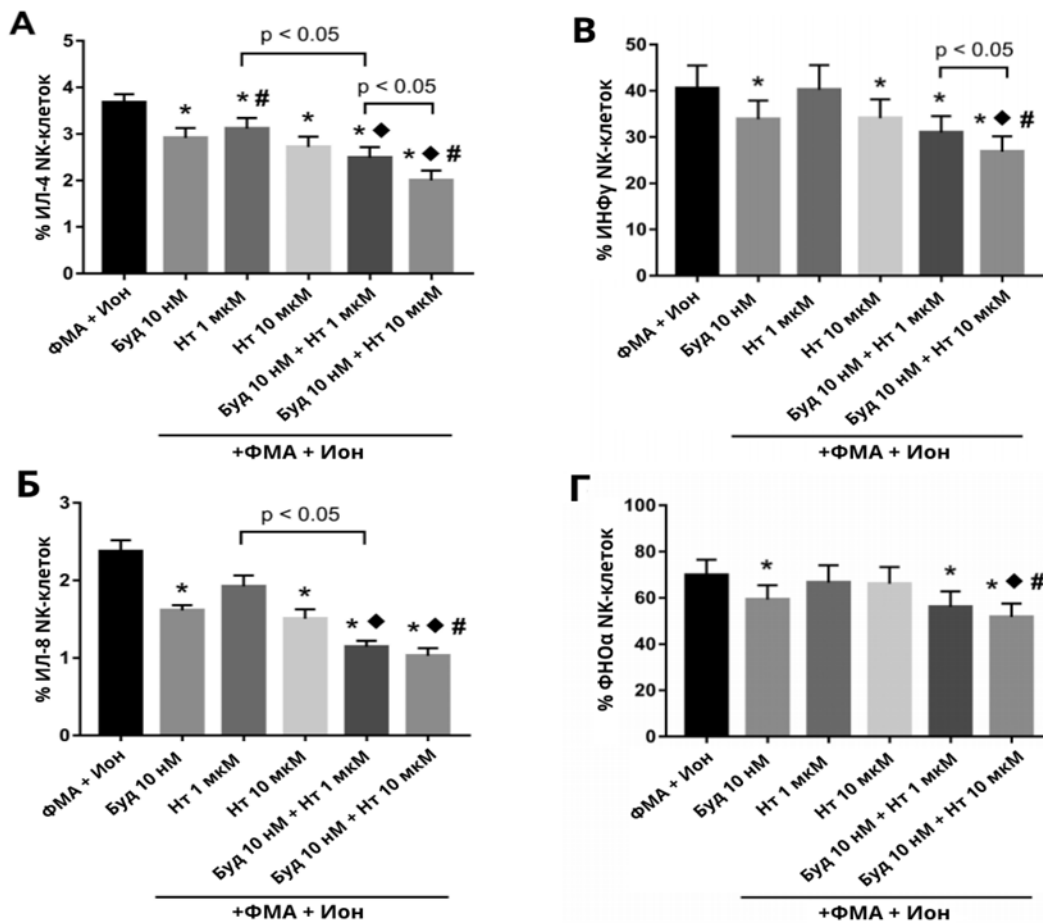 А
% ИЛ-4 NK-клеток
5
4
3
2
1
0
p < 0.05
p < 0.05
*
* #
*
* ◆
* ◆ #
ФМА + Ион
Буд 10 нМ
Нт 1 мкМ
Нт 10 мкМ
Буд 10 нМ + Нт 1 мкМ
Буд 10 нМ + Нт 10 мкМ
+ФМА + Ион
В
% ИНФγ NK-клеток
50
40
30
20
10
0
p < 0.05
*
*
*
* ◆ #
ФМА + Ион
Буд 10 нМ
Нт 1 мкМ
Нт 10 мкМ
Буд 10 нМ + Нт 1 мкМ
Буд 10 нМ + Нт 10 мкМ
+ФМА + Ион
Б
% ИЛ-8 NK-клеток
3
2
1
0
p < 0.05
*
*
* ◆
* ◆ #
ФМА + Ион
Буд 10 нМ
Нт 1 мкМ
Нт 10 мкМ
Буд 10 нМ + Нт 1 мкМ
Буд 10 нМ + Нт 10 мкМ
+ФМА + Ион
Г
% ФНОα NK-клеток
100
80
60
40
20
0
*
*
* ◆ #
ФМА + Ион
Буд 10 нМ
Нт 1 мкМ
Нт 10 мкМ
Буд 10 нМ + Нт 1 мкМ
Буд 10 нМ + Нт 10 мкМ
+ФМА + Ион